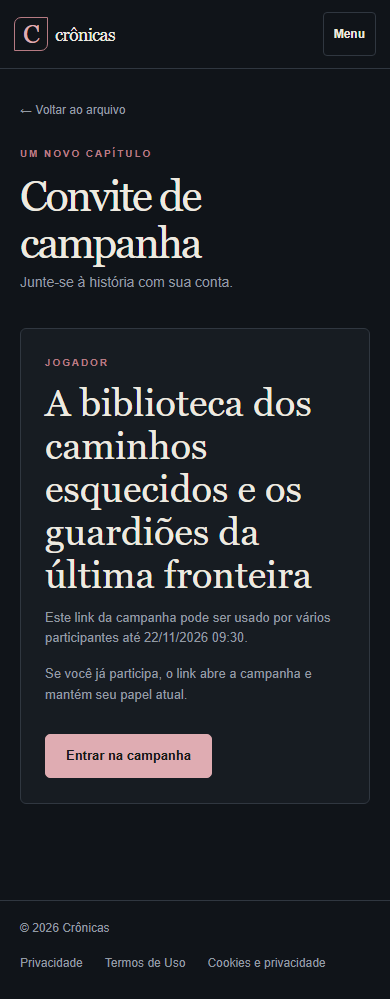 C crônicas
Menu
← Voltar ao arquivo
UM NOVO CAPÍTULO
Convite de
campanha
Junte-se à história com sua conta.
JOGADOR
A biblioteca dos
caminhos
esquecidos e os
guardiões da
última fronteira
Este link da campanha pode ser usado por vários
participantes até 22/11/2026 09:30.
Se você já participa, o link abre a campanha e
mantém seu papel atual.
Entrar na campanha
© 2026 Crônicas
Privacidade Termos de Uso Cookies e privacidade